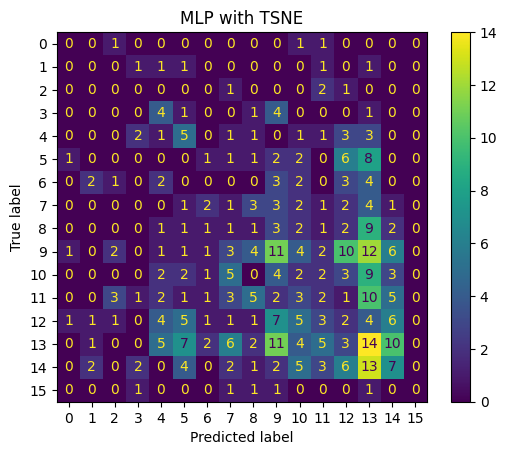 MLP with TSNE
True label
0 0 0 1 0 0 0 0 0 0 1 1 0 0 0 0 0
1 0 0 0 1 1 1 0 0 0 0 0 1 0 1 0 0
2 0 0 0 0 0 0 0 1 0 0 0 2 1 0 0 0
3 0 0 0 0 4 1 0 0 1 4 0 0 0 1 0 0
4 0 0 0 2 1 5 0 1 1 0 1 1 3 3 0 0
5 1 0 0 0 0 0 1 1 1 2 2 0 6 8 0 0
6 0 2 1 0 2 0 0 0 0 3 2 0 3 4 0 0
7 0 0 0 0 0 1 2 1 3 3 2 1 2 4 1 0
8 0 0 0 0 1 1 1 1 1 3 2 1 2 9 2 0
9 1 0 2 0 1 1 1 3 4 11 4 2 10 12 6 0
10 0 0 0 0 2 2 1 5 0 4 2 2 3 9 3 0
11 0 0 3 1 2 1 1 3 5 2 3 2 1 10 5 0
12 1 1 1 0 4 5 1 1 1 7 5 3 2 4 6 0
13 0 1 0 0 5 7 2 6 2 11 4 5 3 14 10 0
14 0 2 0 2 0 4 0 2 1 2 5 3 6 13 7 0
15 0 0 0 1 0 0 0 1 1 1 0 0 0 1 0 0
0 1 2 3 4 5 6 7 8 9 10 11 12 13 14 15
Predicted label
14
12
10
8
6
4
2
0